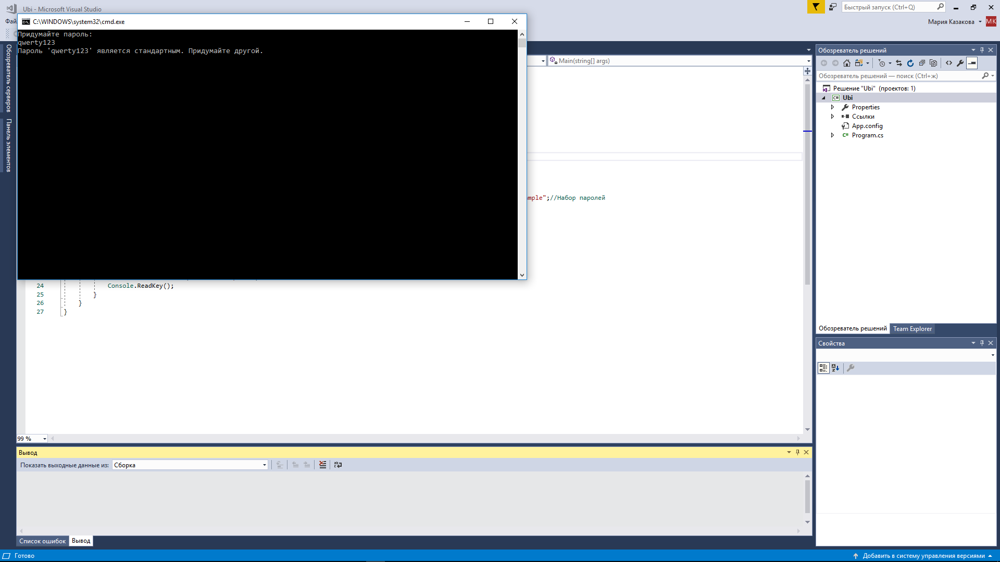 Ubi - Microsoft Visual Studio
Быстрый запуск (Ctrl+Q)
Фай
Мария Казакова
MK
C:\WINDOWS\system32\cmd.exe
Придумайте пароль:
qwerty123
Пароль 'qwerty123' является стандартным. Придумайте другой.
Обозреватель серверов
Панель элементов
Main(string[] args)
mple";//Набор паролей
24 Console.ReadKey();
25 }
26 }
27 }
99 %
Вывод
Показать выходные данные из: Сборка
Список ошибок
Вывод
Обозреватель решений
Обозреватель решений — поиск (Ctrl+ж)
Решение "Ubi" (проектов: 1)
C# Ubi
Properties
Ссылки
App.config
C# Program.cs
Обозреватель решений
Team Explorer
Свойства
Готово
Добавить в систему управления версиями